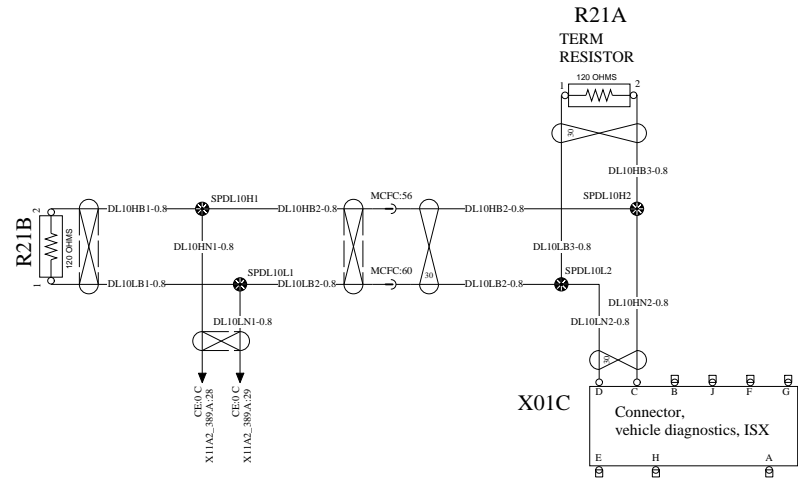 R21A
TERM
RESISTOR
120 OHMS
1
2
30
DL10HB3-0.8
R21B
2
1
120 OHMS
DL10HB1-0.8
SPDL10H1
DL10HB2-0.8
MCFC:56
DL10HB2-0.8
SPDL10H2
DL10HN1-0.8
DL10LB3-0.8
DL10LB1-0.8
SPDL10L1
DL10LB2-0.8
MCFC:60
30
DL10LB2-0.8
SPDL10L2
DL10HN2-0.8
DL10LN1-0.8
DL10LN2-0.8
30
CE:0 C
X11A2_389.A:28
CE:0 C
X11A2_389.A:29
X01C
D C B J F G
Connector,
vehicle diagnostics, ISX
E H A